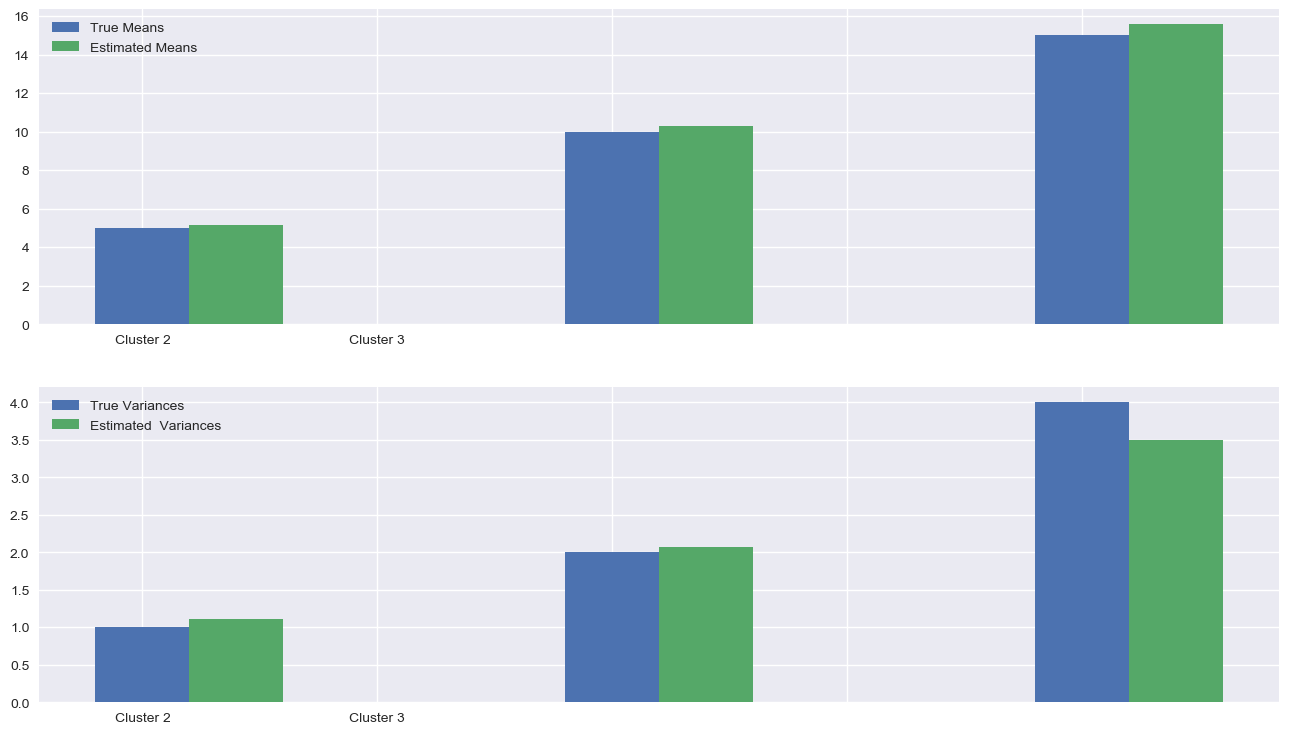 16
14
12
10
8
6
4
2
0
True Means
Estimated Means
Cluster 2
Cluster 3
4.0
3.5
3.0
2.5
2.0
1.5
1.0
0.5
0.0
True Variances
Estimated  Variances
Cluster 2
Cluster 3